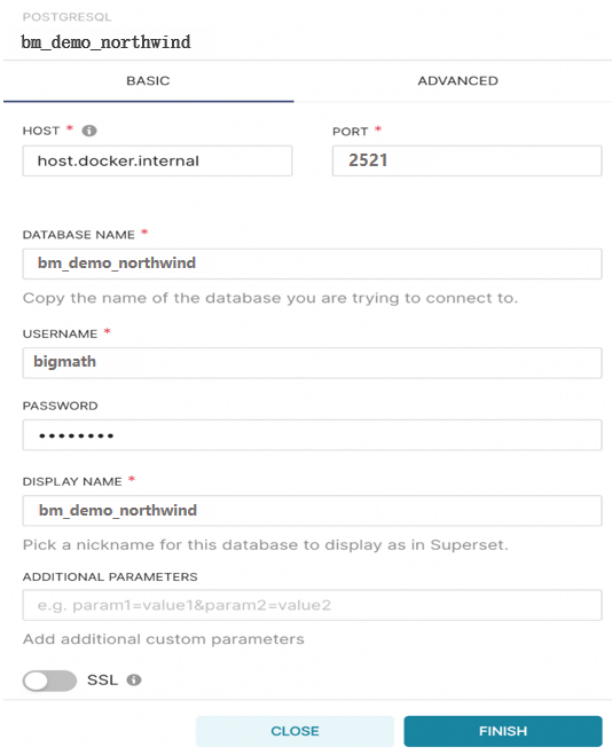 POSTGRESQL
bm_demo_northwind
BASIC ADVANCED
HOST * PORT *
host.docker.internal 2521
DATABASE NAME *
bm_demo_northwind
Copy the name of the database you are trying to connect to.
USERNAME *
bigmath
PASSWORD
••••••••
DISPLAY NAME *
bm_demo_northwind
Pick a nickname for this database to display as in Superset.
ADDITIONAL PARAMETERS
e.g. param1=value1&param2=value2
Add additional custom parameters
SSL
CLOSE FINISH